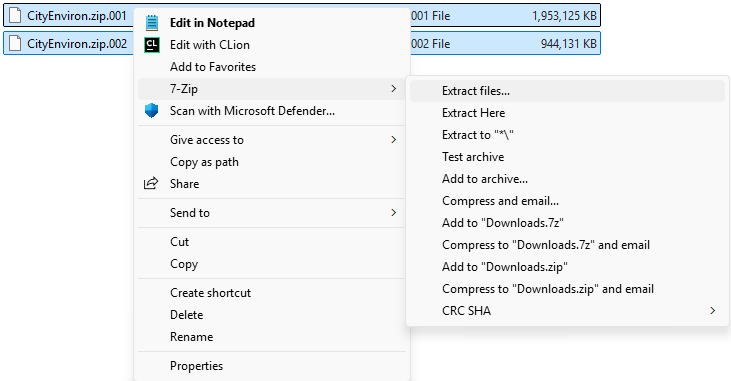 CityEnviron.zip.001 001 File 1,953,125 KB
CityEnviron.zip.002 002 File 944,131 KB
Edit in Notepad
CL Edit with CLion
Add to Favorites
7-Zip
Scan with Microsoft Defender...
Give access to
Copy as path
Share
Send to
Cut
Copy
Create shortcut
Delete
Rename
Properties
Extract files...
Extract Here
Extract to "*\"
Test archive
Add to archive...
Compress and email...
Add to "Downloads.7z"
Compress to "Downloads.7z" and email
Add to "Downloads.zip"
Compress to "Downloads.zip" and email
CRC SHA